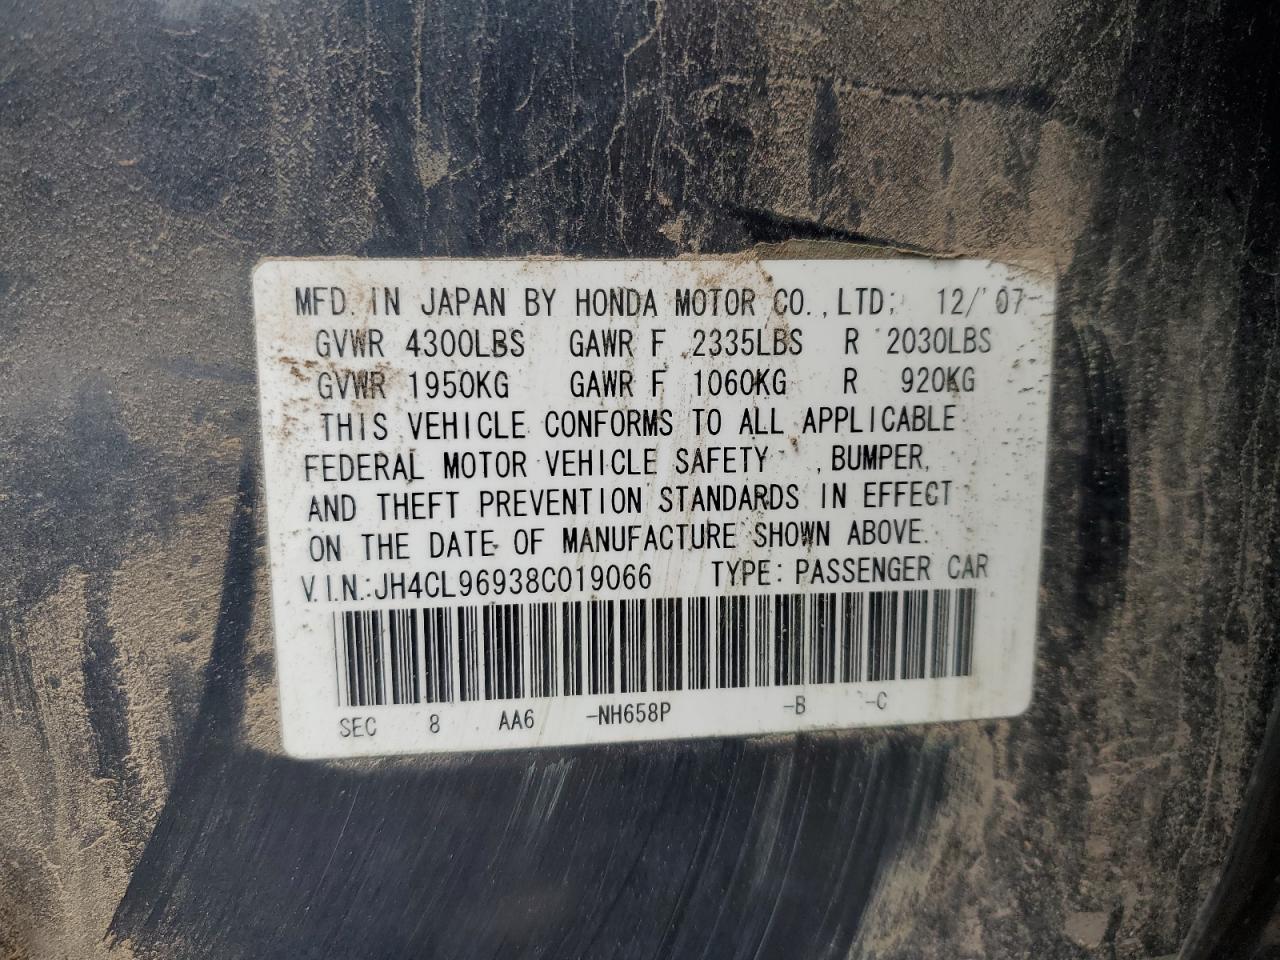 MFD. IN JAPAN BY HONDA MOTOR CO., LTD; 12/'07
GVWR 4300LBS GAWR F 2335LBS R 2030LBS
GVWR 1950KG GAWR F 1060KG R 920KG
THIS VEHICLE CONFORMS TO ALL APPLICABLE
FEDERAL MOTOR VEHICLE SAFETY , BUMPER,
AND THEFT PREVENTION STANDARDS IN EFFECT
ON THE DATE OF MANUFACTURE SHOWN ABOVE.
V.I.N.:JH4CL96938C019066 TYPE: PASSENGER CAR
SEC 8 AA6 -NH658P -B -C